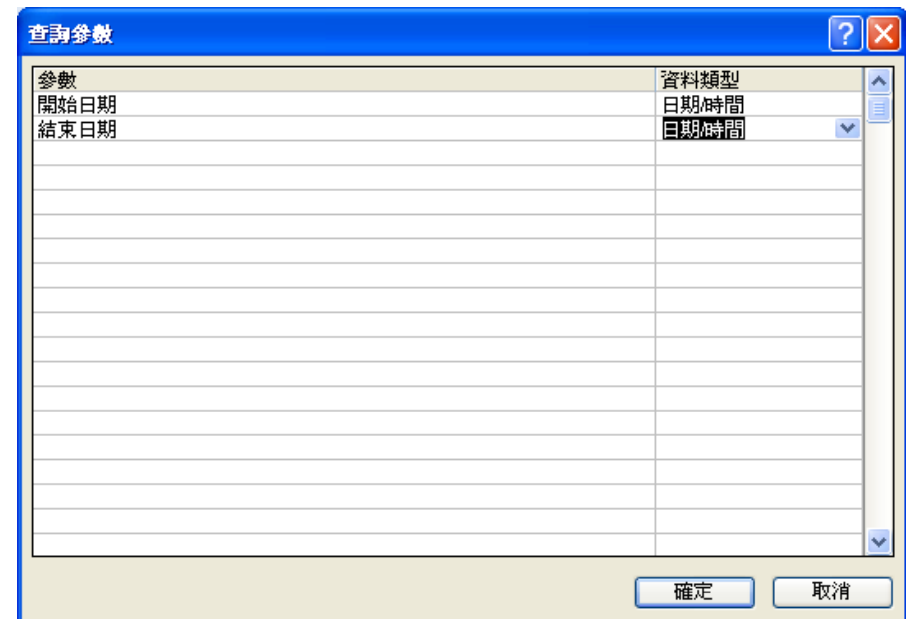 查詢參數
參數 資料類型
開始日期 日期/時間
結束日期 日期/時間
確定 取消